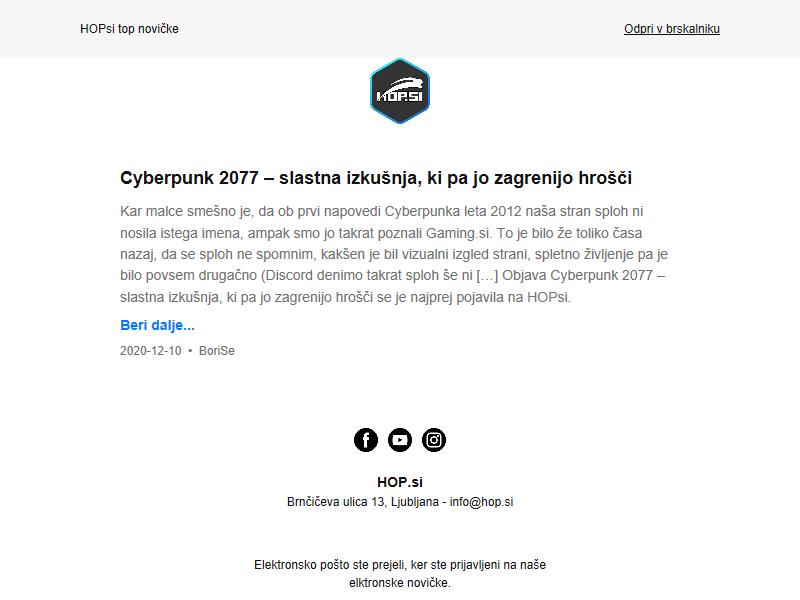 HOPsi top novičke
Odpri v brskalniku
HOP.SI
Cyberpunk 2077 – slastna izkušnja, ki pa jo zagrenijo hrošči
Kar malce smešno je, da ob prvi napovedi Cyberpunka leta 2012 naša stran sploh ni
nosila istega imena, ampak smo jo takrat poznali Gaming.si. To je bilo že toliko časa
nazaj, da se sploh ne spomnim, kakšen je bil vizualni izgled strani, spletno življenje pa je
bilo povsem drugačno (Discord denimo takrat sploh še ni […] Objava Cyberpunk 2077 –
slastna izkušnja, ki pa jo zagrenijo hrošči se je najprej pojavila na HOPsi.
Beri dalje...
2020-12-10 • BoriSe
HOP.si
Brnčičeva ulica 13, Ljubljana - info@hop.si
Elektronsko pošto ste prejeli, ker ste prijavljeni na naše
elktronske novičke.